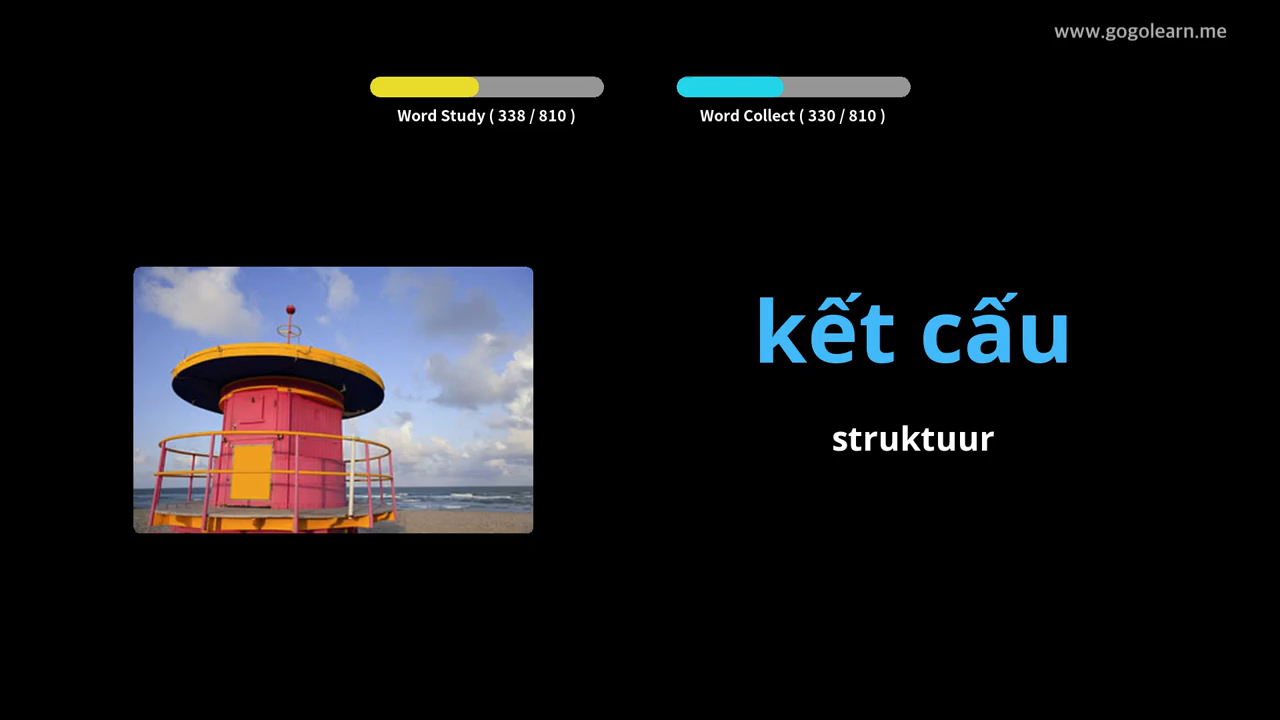 www.gogolearn.me
Word Study ( 338 / 810 )
Word Collect ( 330 / 810 )
kết cấu
struktuur